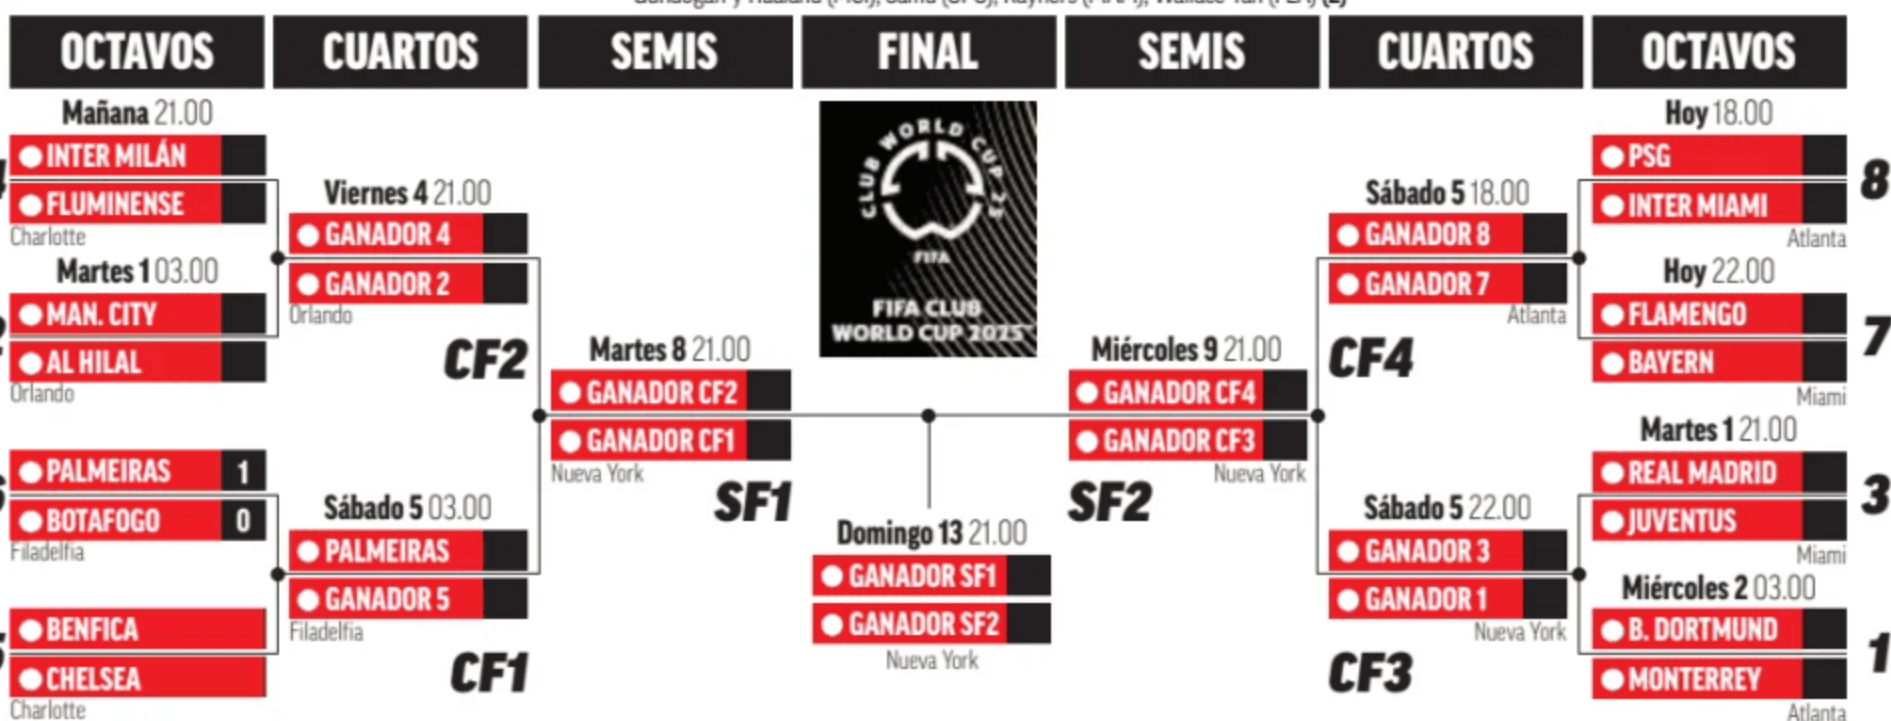 OCTAVOS
CUARTOS
SEMIS
FINAL
SEMIS
CUARTOS
OCTAVOS
Mañana 21.00
INTER MILÁN
FLUMINENSE
Charlotte
Martes 1 03.00
MAN. CITY
AL HILAL
Orlando
PALMEIRAS 1
BOTAFOGO 0
Filadelfia
BENFICA
CHELSEA
Charlotte
Viernes 4 21.00
GANADOR 4
GANADOR 2
Orlando
CF2
Sábado 5 03.00
PALMEIRAS
GANADOR 5
Filadelfia
CF1
Martes 8 21.00
GANADOR CF2
GANADOR CF1
Nueva York
SF1
CLUB WORLD CUP 25
FIFA
FIFA CLUB
WORLD CUP 2025
Domingo 13 21.00
GANADOR SF1
GANADOR SF2
Nueva York
Miércoles 9 21.00
GANADOR CF4
GANADOR CF3
Nueva York
SF2
Sábado 5 18.00
GANADOR 8
GANADOR 7
Atlanta
CF4
Sábado 5 22.00
GANADOR 3
GANADOR 1
Nueva York
CF3
Hoy 18.00
PSG
INTER MIAMI
Atlanta
8
Hoy 22.00
FLAMENGO
BAYERN
Miami
7
Martes 1 21.00
REAL MADRID
JUVENTUS
Miami
3
Miércoles 2 03.00
B. DORTMUND
MONTERREY
Atlanta
1